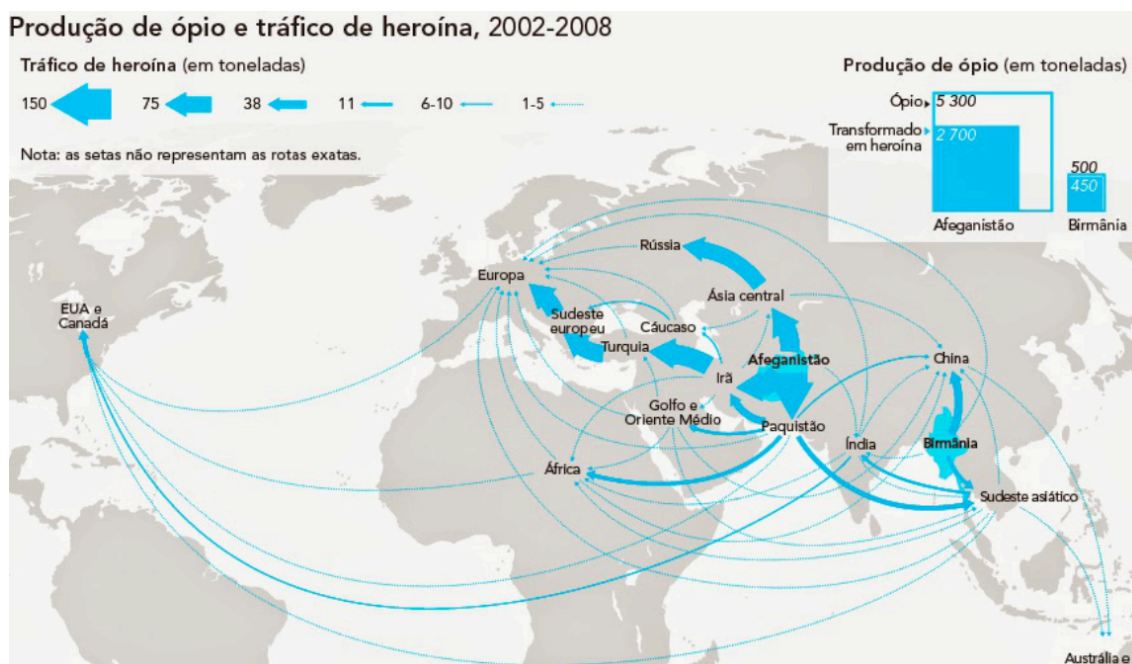 Produção de ópio e tráfico de heroína, 2002-2008
Tráfico de heroína (em toneladas)
150 75 38 11 6-10 1-5
Nota: as setas não representam as rotas exatas.
Produção de ópio (em toneladas)
Ópio 5 300
Transformado
em heroína
2 700
500
450
Afeganistão Birmânia
Rússia
Europa
Ásia central
EUA e
Canadá
Sudeste
europeu
Cáucaso
Turquia
Afeganistão
China
Irã
Golfo e
Oriente Médio
Paquistão
Índia
Birmânia
África
Sudeste asiático
Austrália e